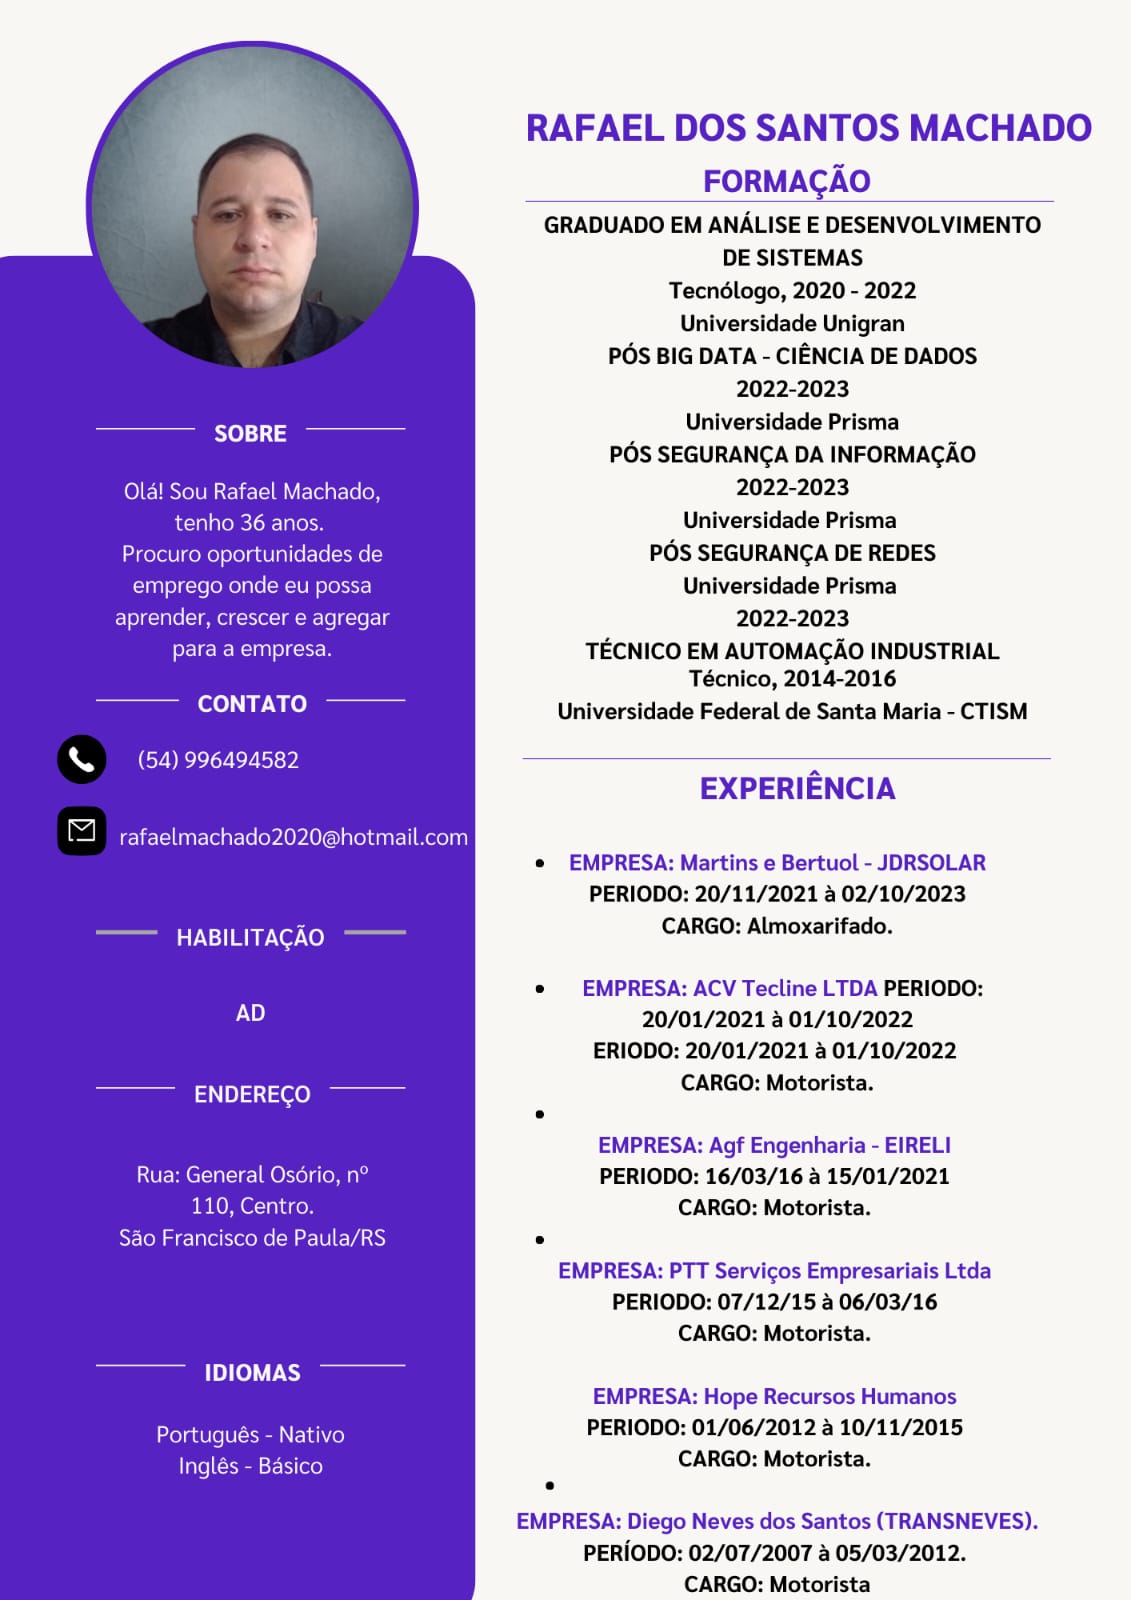 RAFAEL DOS SANTOS MACHADO
FORMAÇÃO
GRADUADO EM ANÁLISE E DESENVOLVIMENTO
DE SISTEMAS
Tecnólogo, 2020 - 2022
Universidade Unigran
PÓS BIG DATA - CIÊNCIA DE DADOS
2022-2023
Universidade Prisma
PÓS SEGURANÇA DA INFORMAÇÃO
2022-2023
Universidade Prisma
PÓS SEGURANÇA DE REDES
Universidade Prisma
2022-2023
TÉCNICO EM AUTOMAÇÃO INDUSTRIAL
Técnico, 2014-2016
Universidade Federal de Santa Maria - CTISM
EXPERIÊNCIA
• EMPRESA: Martins e Bertuol - JDRSOLAR
PERIODO: 20/11/2021 à 02/10/2023
CARGO: Almoxarifado.
• EMPRESA: ACV Tecline LTDA PERIODO:
20/01/2021 à 01/10/2022
ERIODO: 20/01/2021 à 01/10/2022
CARGO: Motorista.
•
EMPRESA: Agf Engenharia - EIRELI
PERIODO: 16/03/16 à 15/01/2021
CARGO: Motorista.
•
EMPRESA: PTT Serviços Empresariais Ltda
PERIODO: 07/12/15 à 06/03/16
CARGO: Motorista.
EMPRESA: Hope Recursos Humanos
PERIODO: 01/06/2012 à 10/11/2015
CARGO: Motorista.
•
EMPRESA: Diego Neves dos Santos (TRANSNEVES).
PERÍODO: 02/07/2007 à 05/03/2012.
CARGO: Motorista
SOBRE
Olá! Sou Rafael Machado,
tenho 36 anos.
Procuro oportunidades de
emprego onde eu possa
aprender, crescer e agregar
para a empresa.
CONTATO
(54) 996494582
rafaelmachado2020@hotmail.com
HABILITAÇÃO
AD
ENDEREÇO
Rua: General Osório, nº
110, Centro.
São Francisco de Paula/RS
IDIOMAS
Português - Nativo
Inglês - Básico